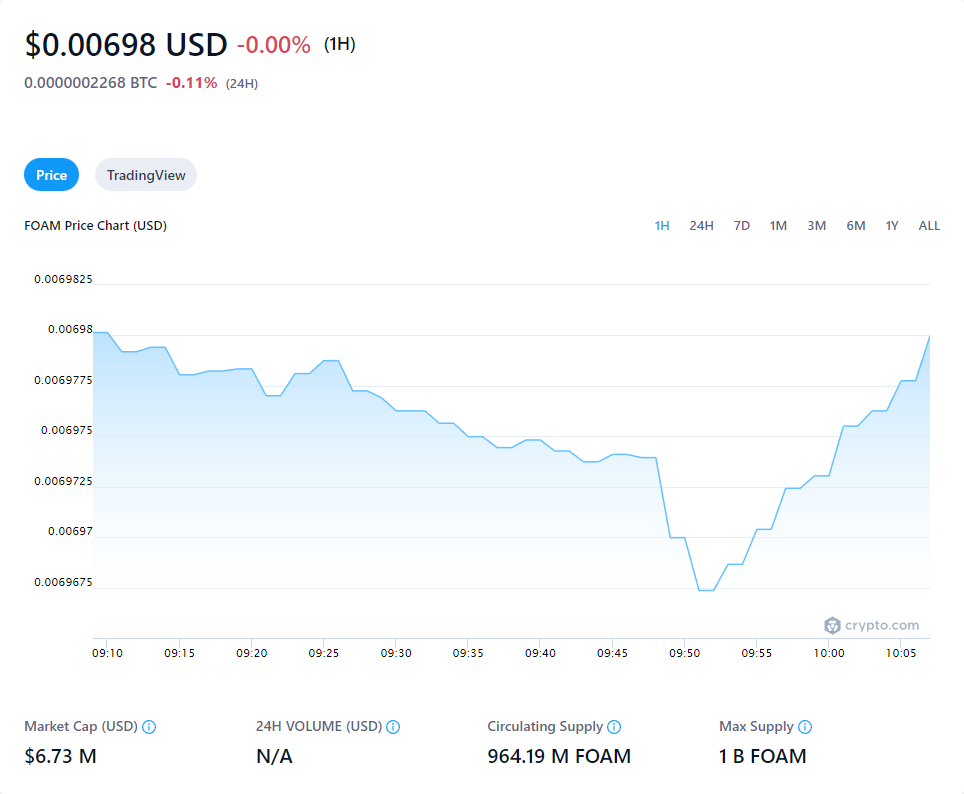 $0.00698 USD -0.00% (1H)
0.0000002268 BTC -0.11% (24H)
Price TradingView
FOAM Price Chart (USD) 1H 24H 7D 1M 3M 6M 1Y ALL
0.0069825
0.00698
0.0069775
0.006975
0.0069725
0.00697
0.0069675
crypto.com
09:10 09:15 09:20 09:25 09:30 09:35 09:40 09:45 09:50 09:55 10:00 10:05
Market Cap (USD) 24H VOLUME (USD) Circulating Supply Max Supply
$6.73 M N/A 964.19 M FOAM 1 B FOAM